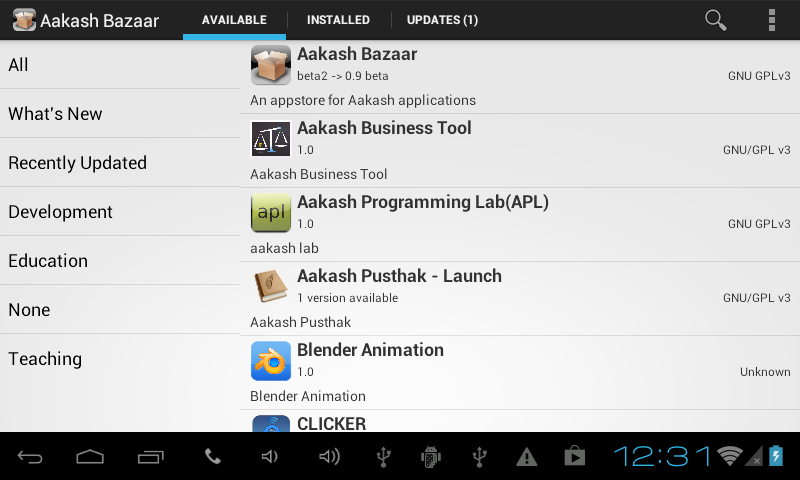 Aakash Bazaar
AVAILABLE
INSTALLED
UPDATES (1)
All
What's New
Recently Updated
Development
Education
None
Teaching
Aakash Bazaar
beta2 -> 0.9 beta
GNU GPLv3
An appstore for Aakash applications
Aakash Business Tool
1.0
GNU/GPL v3
Aakash Business Tool
apl
Aakash Programming Lab(APL)
1.0
GNU GPLv3
aakash lab
Aakash Pusthak - Launch
1 version available
GNU/GPL v3
Aakash Pusthak
Blender Animation
1.0
Unknown
Blender Animation
CLICKER
12:31